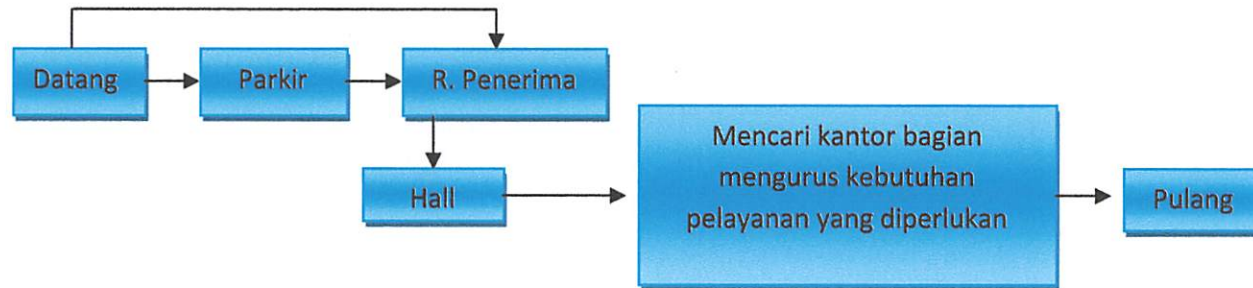 Datang
Parkir
R. Penerima
Hall
Mencari kantor bagian
mengurus kebutuhan
pelayanan yang diperlukan
Pulang